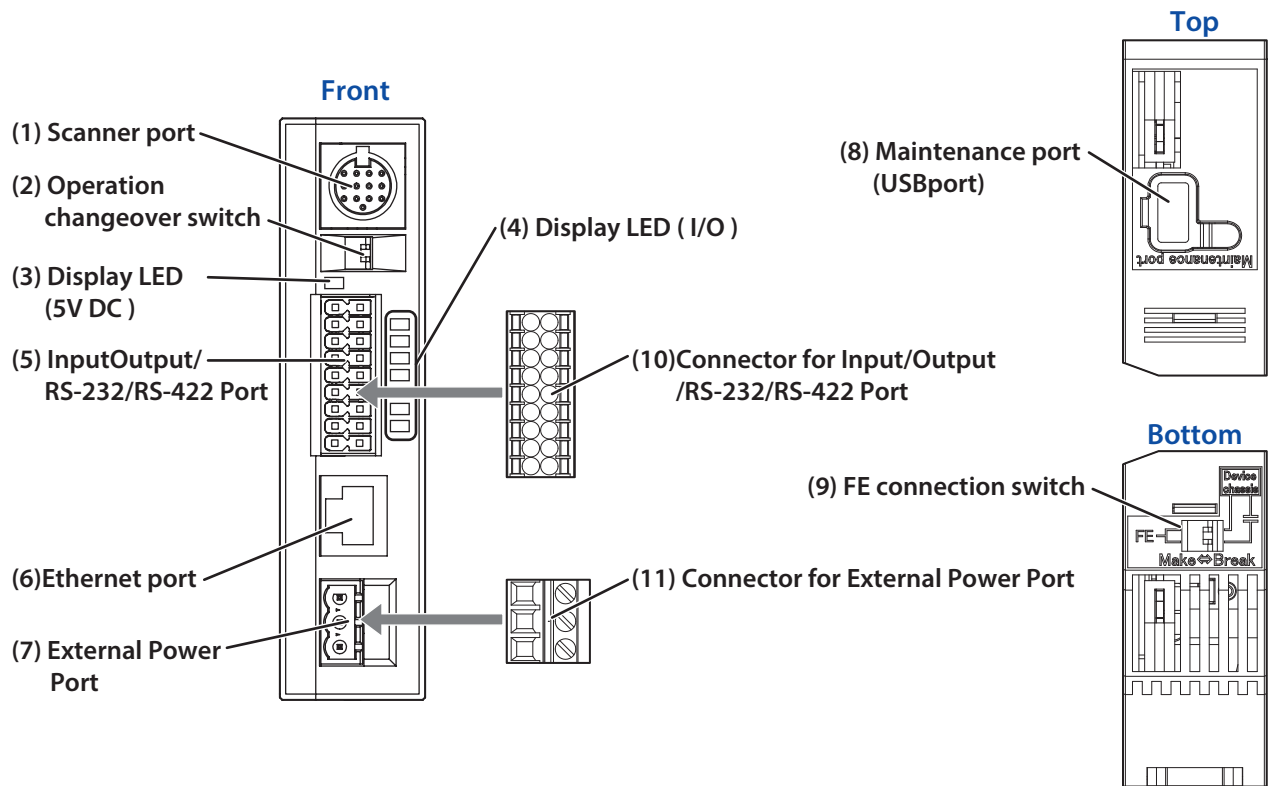 Front
(1) Scanner port
(2) Operation
changeover switch
(3) Display LED
(5V DC )
(4) Display LED ( I/O )
(5) InputOutput/
RS-232/RS-422 Port
(10)Connector for Input/Output
/RS-232/RS-422 Port
(6)Ethernet port
(11) Connector for External Power Port
(7) External Power
Port
Top
(8) Maintenance port
(USBport)
Maintenance
port
Bottom
(9) FE connection switch
Device
chassis
FE
Make⇔Break